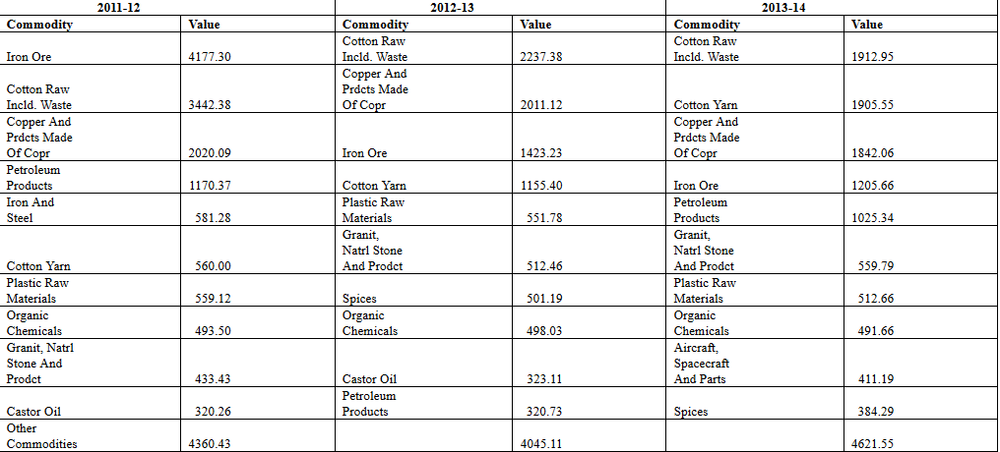 2011-12 2012-13 2013-14
Commodity Value Commodity Value Commodity Value
Iron Ore 4177.30 Cotton Raw Incld. Waste 2237.38 Cotton Raw Incld. Waste 1912.95
Cotton Raw Incld. Waste 3442.38 Copper And Prdcts Made Of Copr 2011.12 Cotton Yarn 1905.55
Copper And Prdcts Made Of Copr 2020.09 Iron Ore 1423.23 Copper And Prdcts Made Of Copr 1842.06
Petroleum Products 1170.37 Cotton Yarn 1155.40 Iron Ore 1205.66
Iron And Steel 581.28 Plastic Raw Materials 551.78 Petroleum Products 1025.34
Cotton Yarn 560.00 Granit, Natrl Stone And Prodct 512.46 Granit, Natrl Stone And Prodct 559.79
Plastic Raw Materials 559.12 Spices 501.19 Plastic Raw Materials 512.66
Organic Chemicals 493.50 Organic Chemicals 498.03 Organic Chemicals 491.66
Granit, Natrl Stone And Prodct 433.43 Castor Oil 323.11 Aircraft, Spacecraft And Parts 411.19
Castor Oil 320.26 Petroleum Products 320.73 Spices 384.29
Other Commodities 4360.43 4045.11 4621.55